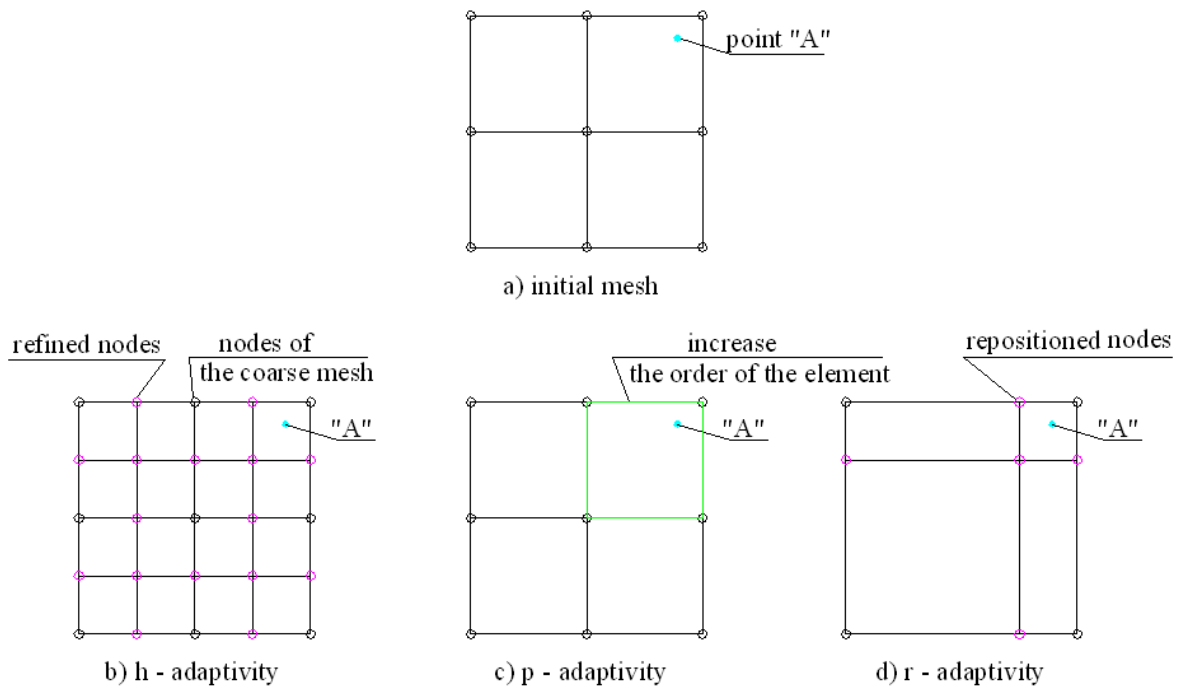 point "A"
a) initial mesh
refined nodes
nodes of
the coarse mesh
"A"
b) h - adaptivity
increase
the order of the element
"A"
c) p - adaptivity
repositioned nodes
"A"
d) r - adaptivity